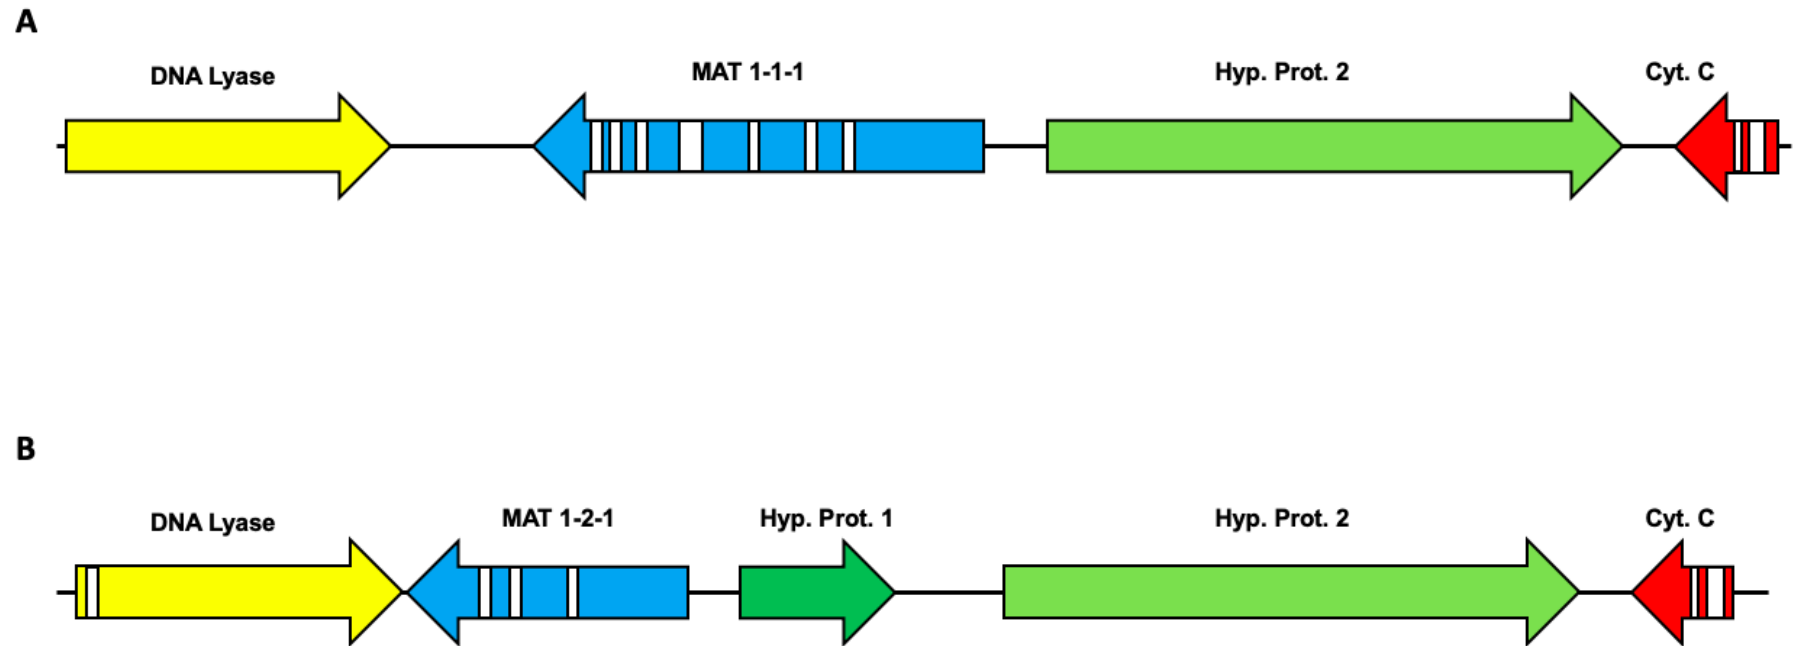 A
DNA Lyase MAT 1-1-1 Hyp. Prot. 2 Cyt. C
B
DNA Lyase MAT 1-2-1 Hyp. Prot. 1 Hyp. Prot. 2 Cyt. C